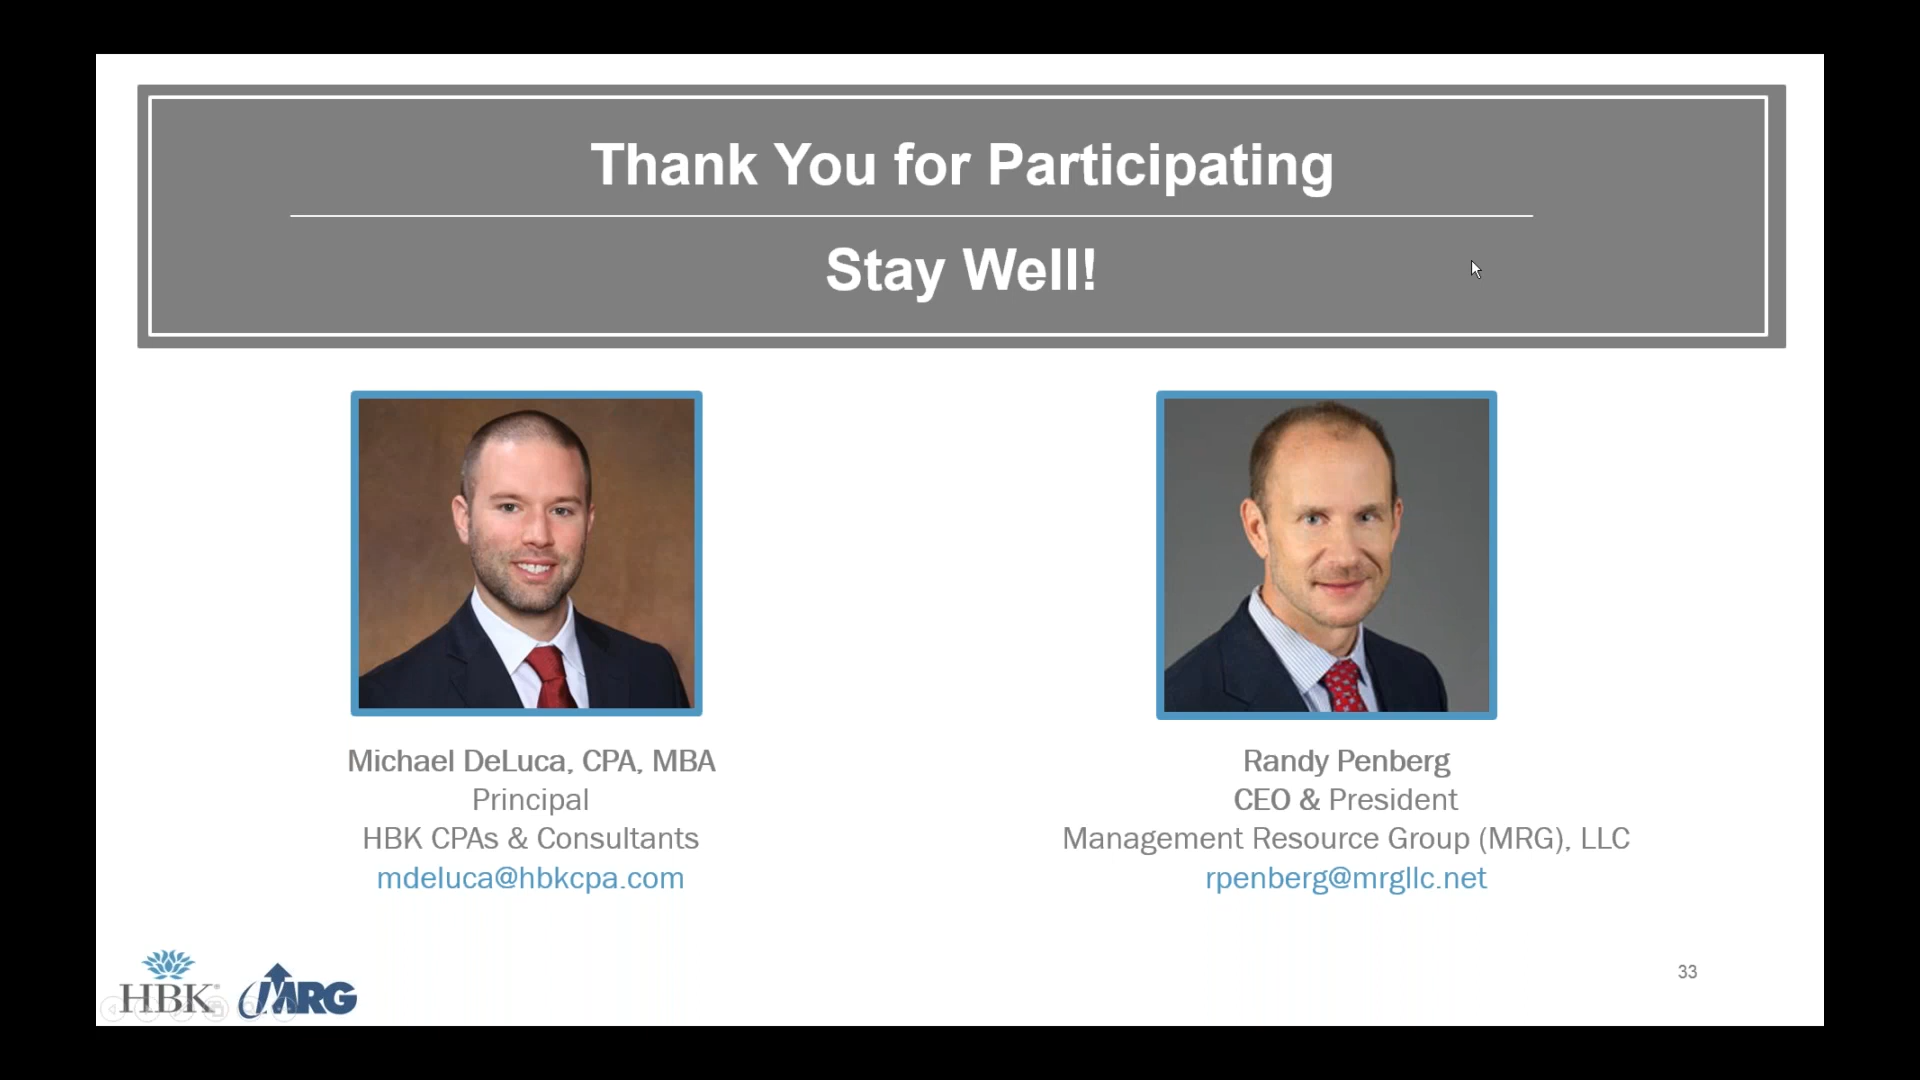 Thank You for Participating
Stay Well!
Michael DeLuca, CPA, MBA
Principal
HBK CPAs & Consultants
mdeluca@hbkcpa.com
Randy Penberg
CEO & President
Management Resource Group (MRG), LLC
rpenberg@mrgllc.net
HBK®
MRG
33